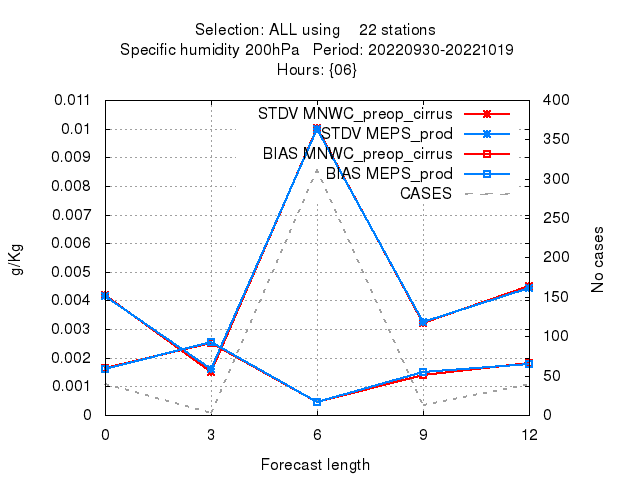 Selection: ALL using    22 stations
Specific humidity 200hPa   Period: 20220930-20221019
Hours: {06}
STDV MNWC_preop_cirrus
STDV MEPS_prod
BIAS MNWC_preop_cirrus
BIAS MEPS_prod
CASES
0.011
0.01
0.009
0.008
0.007
0.006
0.005
0.004
0.003
0.002
0.001
0
g/Kg
400
350
300
250
200
150
100
50
0
No cases
0 3 6 9 12
Forecast length